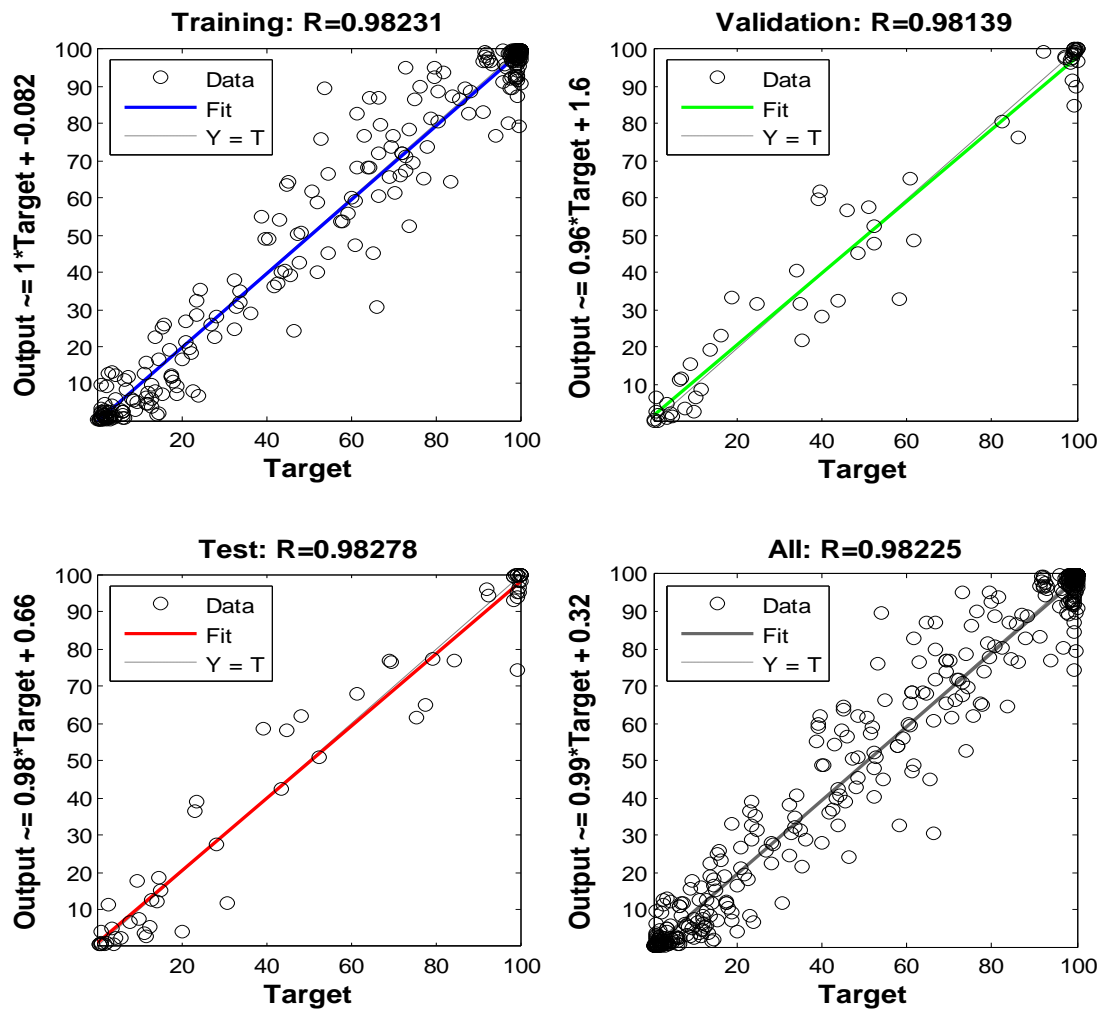 Training: R=0.98231
Output ~= 1*Target + -0.082
100
90
80
70
60
50
40
30
20
10
Data
Fit
Y = T
20 40 60 80 100
Target
Validation: R=0.98139
Output ~= 0.96*Target + 1.6
100
90
80
70
60
50
40
30
20
10
Data
Fit
Y = T
20 40 60 80 100
Target
Test: R=0.98278
Output ~= 0.98*Target + 0.66
100
90
80
70
60
50
40
30
20
10
Data
Fit
Y = T
20 40 60 80 100
Target
All: R=0.98225
Output ~= 0.99*Target + 0.32
100
90
80
70
60
50
40
30
20
10
Data
Fit
Y = T
20 40 60 80 100
Target